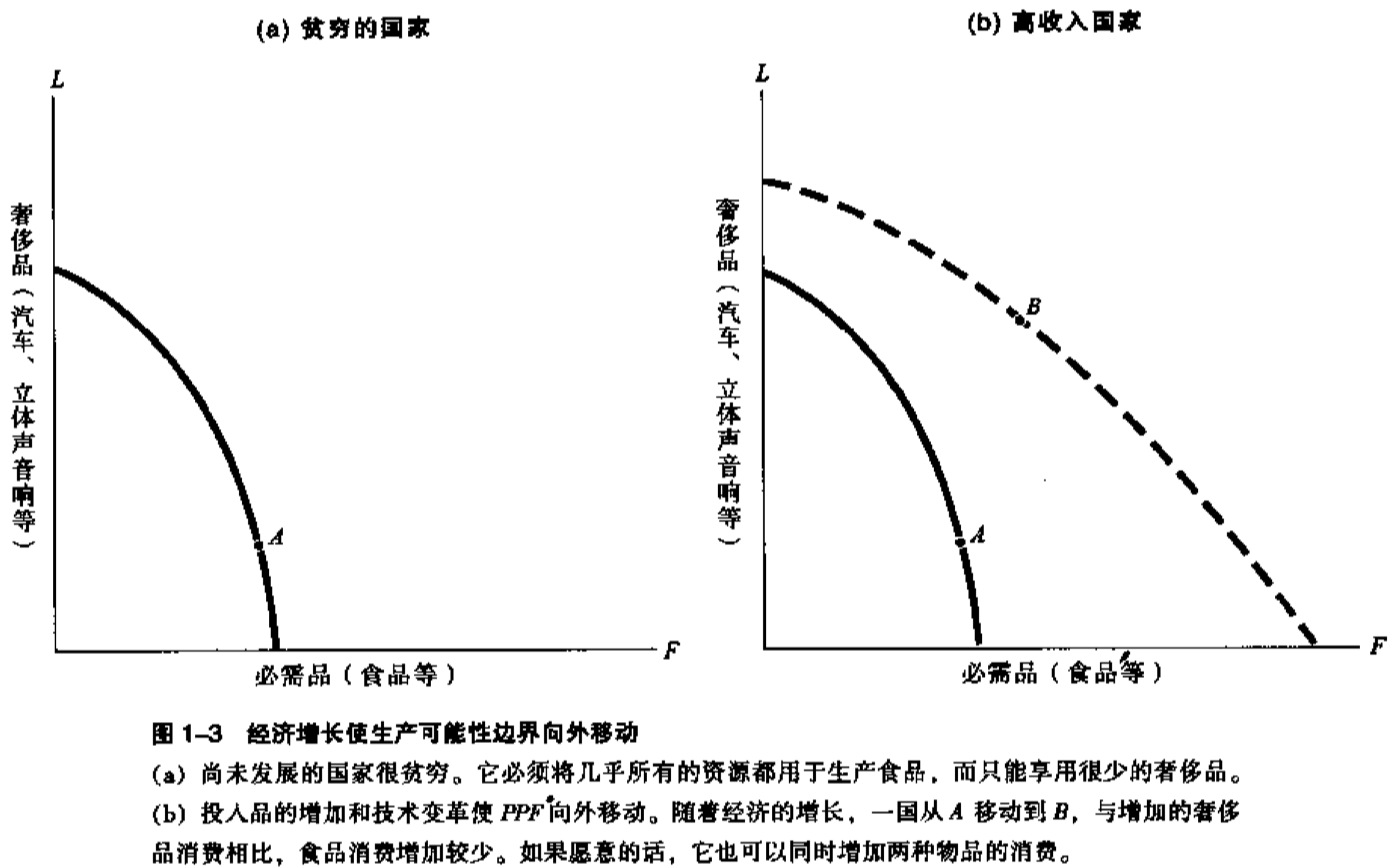 (a) 贫穷的国家
L
奢侈品（汽车、立体声音响等）
A
F
必需品（食品等）
(b) 高收入国家
L
奢侈品（汽车、立体声音响等）
B
A
F
必需品（食品等）
图 1–3 经济增长使生产可能性边界向外移动
(a) 尚未发展的国家很贫穷。它必须将几乎所有的资源都用于生产食品，而只能享用很少的奢侈品。
(b) 投入品的增加和技术变革使 PPF 向外移动。随着经济的增长，一国从 A 移动到 B，与增加的奢侈
品消费相比，食品消费增加较少。如果愿意的话，它也可以同时增加两种物品的消费。